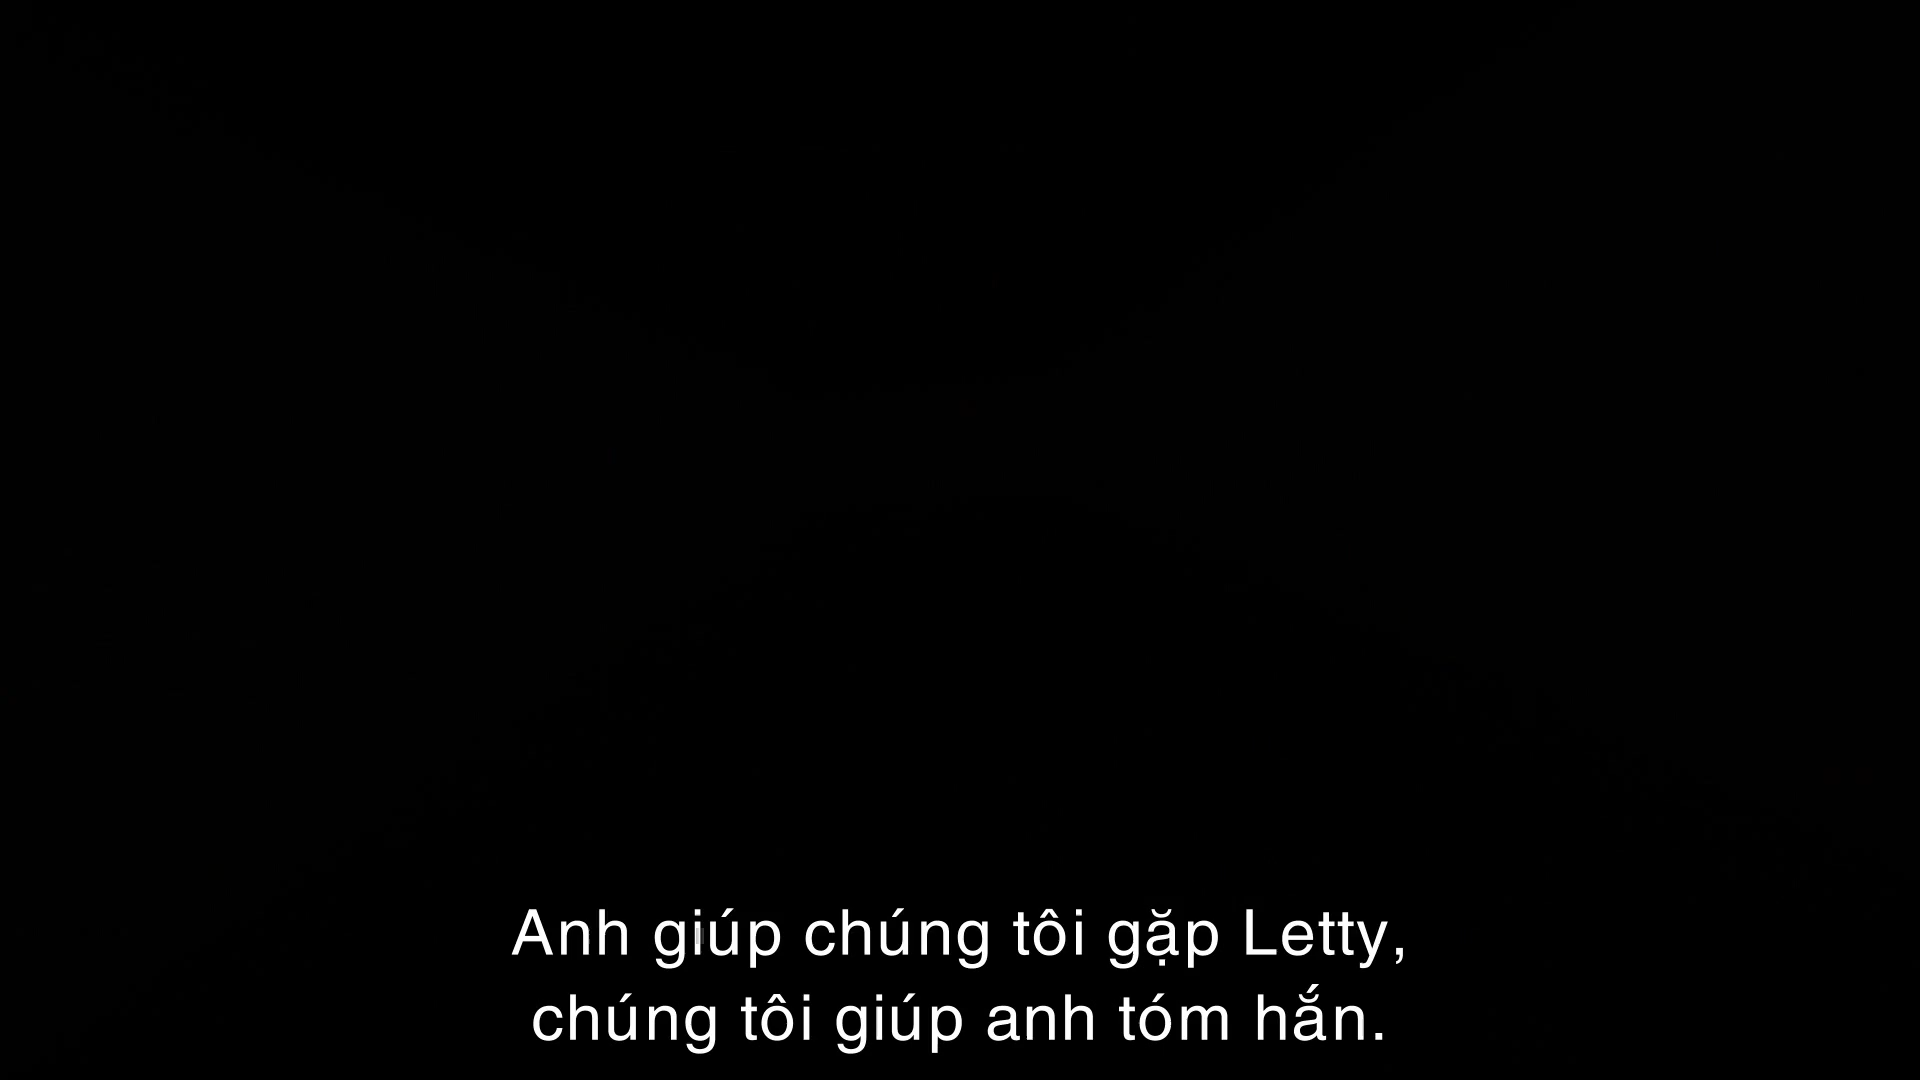 Anh giúp chúng tôi gặp Letty,
chúng tôi giúp anh tóm hắn.